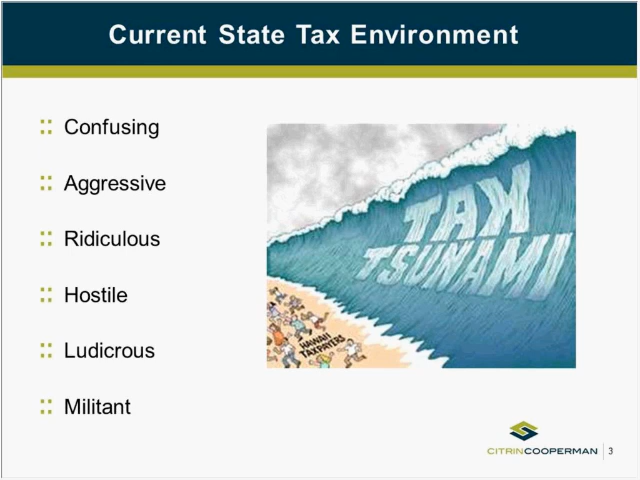 Current State Tax Environment
Confusing
Aggressive
Ridiculous
Hostile
Ludicrous
Militant
TAX
TSUNAMI
HAWAII
TAXPAYERS
CITRINCOOPERMAN
3